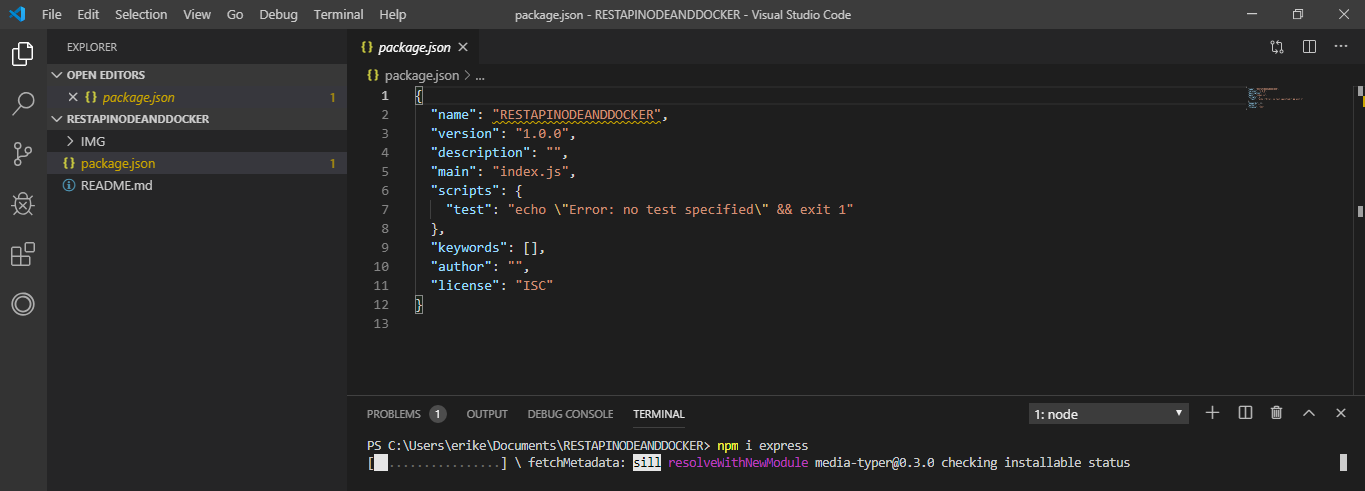 File Edit Selection View Go Debug Terminal Help package.json - RESTAPINODEANDDOCKER - Visual Studio Code
EXPLORER
OPEN EDITORS
{} package.json 1
RESTAPINODEANDDOCKER
IMG
{} package.json 1
README.md
{} package.json
{} package.json > ...
1 {
2 "name": "RESTAPINODEANDDOCKER",
3 "version": "1.0.0",
4 "description": "",
5 "main": "index.js",
6 "scripts": {
7 "test": "echo \"Error: no test specified\" && exit 1"
8 },
9 "keywords": [],
10 "author": "",
11 "license": "ISC"
12 }
13
PROBLEMS 1 OUTPUT DEBUG CONSOLE TERMINAL 1: node
PS C:\Users\erike\Documents\RESTAPINODEANDDOCKER> npm i express
[ ................] \ fetchMetadata: sill resolveWithNewModule media-typer@0.3.0 checking installable status